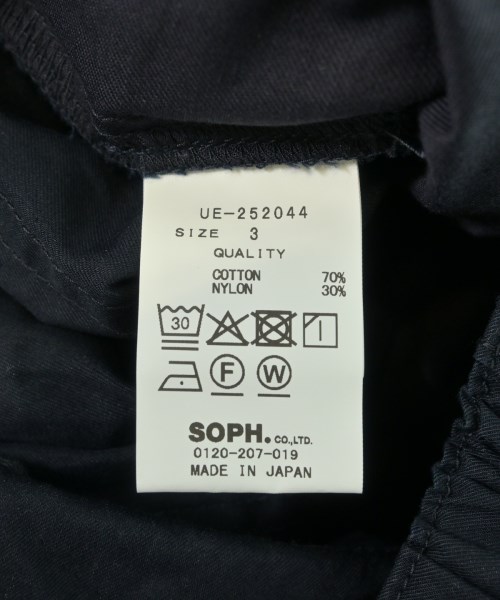 UE-252044
SIZE 3
QUALITY
COTTON 70%
NYLON 30%
30
F W
SOPH. CO.,LTD.
0120-207-019
MADE IN JAPAN